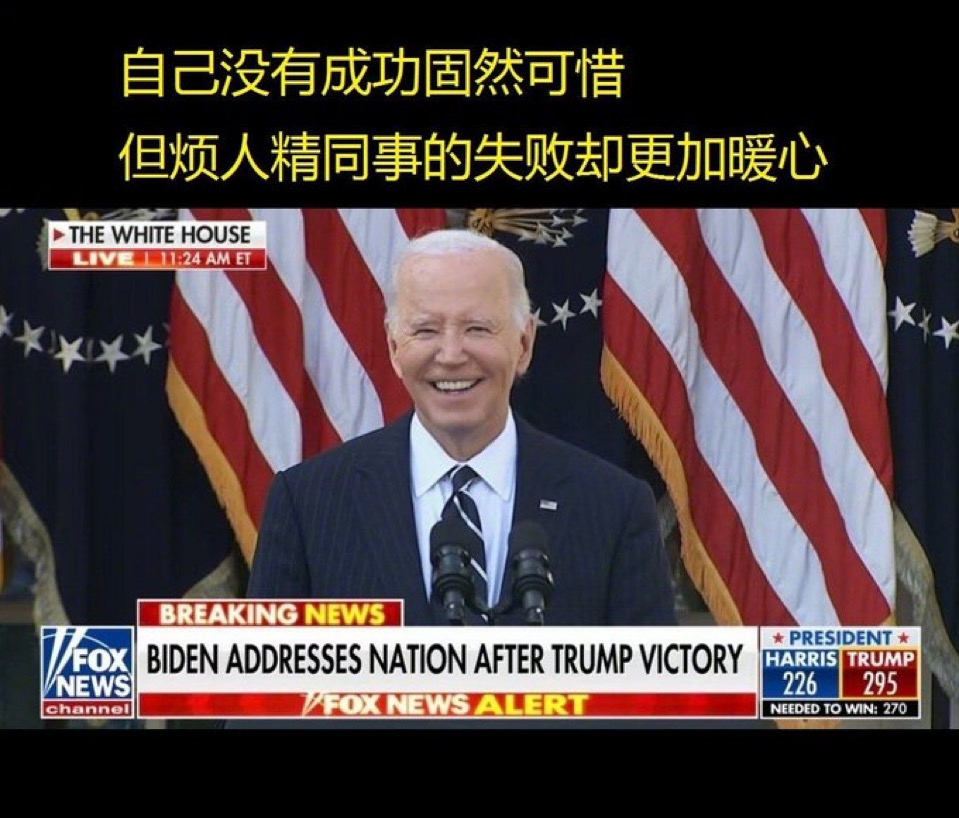 自己没有成功固然可惜
但烦人精同事的失败却更加暖心
THE WHITE HOUSE
LIVE | 11:24 AM ET
BREAKING NEWS
BIDEN ADDRESSES NATION AFTER TRUMP VICTORY
FOX NEWS ALERT
FOX
NEWS
channel
PRESIDENT
HARRIS TRUMP
226 295
NEEDED TO WIN: 270